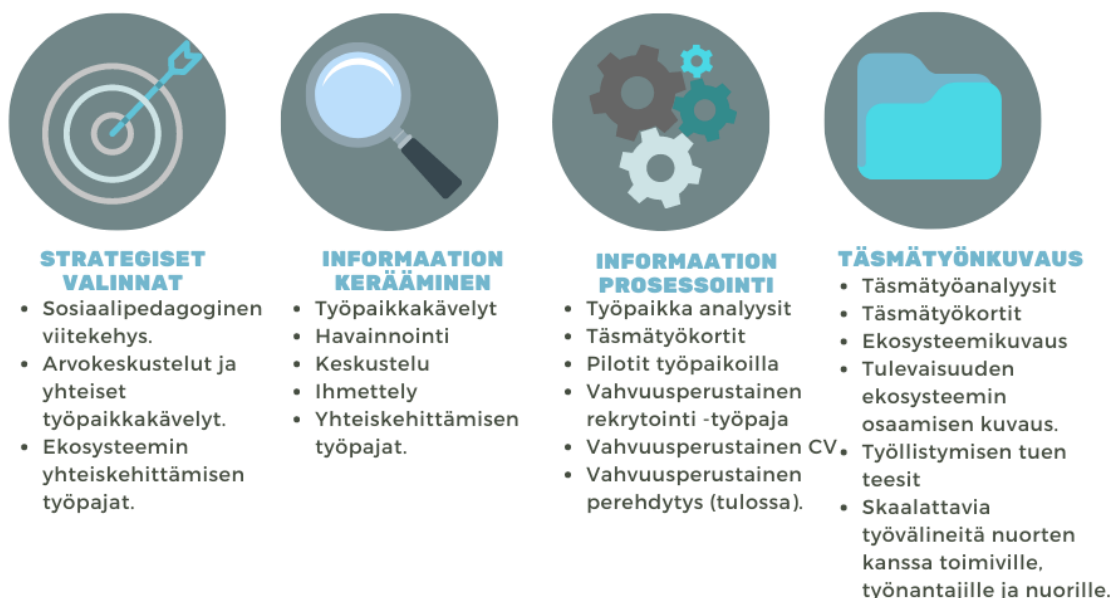 STRATEGISET
VALINNAT
• Sosiaalipedagoginen
viitekehys.
• Arvokeskustelut ja
yhteiset
työpaikkakävelyt.
• Ekosysteemin
yhteiskehittämisen
työpajat.
INFORMAATION
KERÄÄMINEN
• Työpaikkakävelyt
• Havainnointi
• Keskustelu
• Ihmettely
• Yhteiskehittämisen
työpajat.
INFORMAATION
PROSESSOINTI
• Työpaikka analyysit
• Täsmätyökortit
• Pilotit työpaikoilla
• Vahvuusperustainen
rekrytointi -työpaja
• Vahvuusperustainen CV
• Vahvuusperustainen
perehdytys (tulossa).
TÄSMÄTYÖNKUVAUS
• Täsmätyöanalyysit
• Täsmätyökortit
• Ekosysteemikuvaus
• Tulevaisuuden
ekosysteemin
osaamisen kuvaus.
• Työllistymisen tuen
teesit
• Skaalattavia
työvälineitä nuorten
kanssa toimiville,
työnantajille ja nuorille.